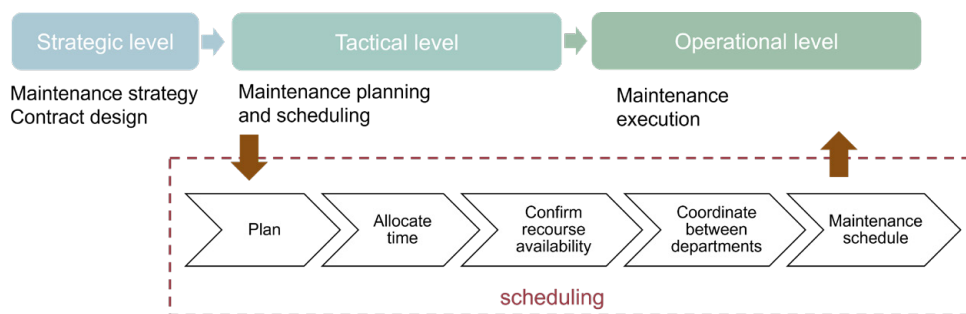 Strategic level
Tactical level
Operational level
Maintenance strategy
Contract design
Maintenance planning
and scheduling
Maintenance
execution
Plan
Allocate
time
Confirm
recourse
availability
Coordinate
between
departments
Maintenance
schedule
scheduling